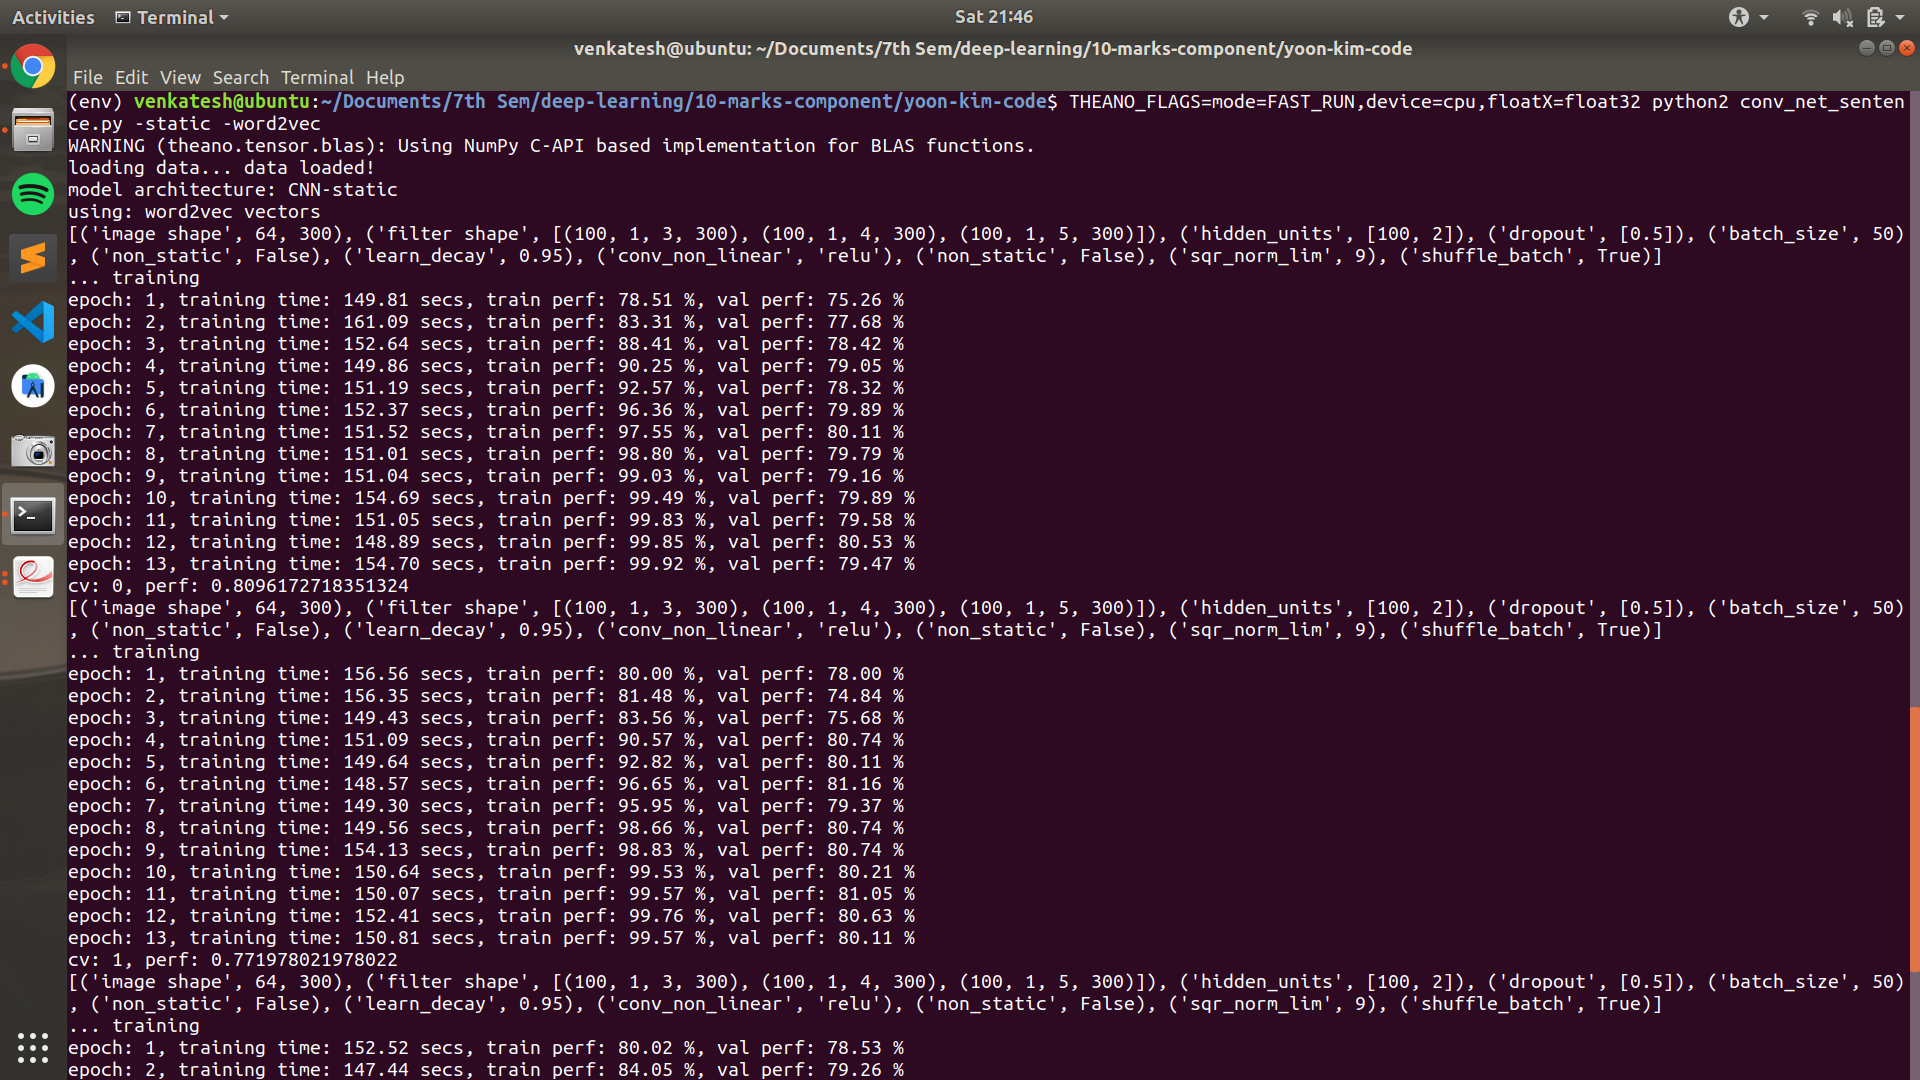 Activities Terminal Sat 21:46
venkatesh@ubuntu: ~/Documents/7th Sem/deep-learning/10-marks-component/yoon-kim-code
File Edit View Search Terminal Help
(env) venkatesh@ubuntu:~/Documents/7th Sem/deep-learning/10-marks-component/yoon-kim-code$ THEANO_FLAGS=mode=FAST_RUN,device=cpu,floatX=float32 python2 conv_net_senten
ce.py -static -word2vec
WARNING (theano.tensor.blas): Using NumPy C-API based implementation for BLAS functions.
loading data... data loaded!
model architecture: CNN-static
using: word2vec vectors
[('image shape', 64, 300), ('filter shape', [(100, 1, 3, 300), (100, 1, 4, 300), (100, 1, 5, 300)]), ('hidden_units', [100, 2]), ('dropout', [0.5]), ('batch_size', 50)
, ('non_static', False), ('learn_decay', 0.95), ('conv_non_linear', 'relu'), ('non_static', False), ('sqr_norm_lim', 9), ('shuffle_batch', True)]
... training
epoch: 1, training time: 149.81 secs, train perf: 78.51 %, val perf: 75.26 %
epoch: 2, training time: 161.09 secs, train perf: 83.31 %, val perf: 77.68 %
epoch: 3, training time: 152.64 secs, train perf: 88.41 %, val perf: 78.42 %
epoch: 4, training time: 149.86 secs, train perf: 90.25 %, val perf: 79.05 %
epoch: 5, training time: 151.19 secs, train perf: 92.57 %, val perf: 78.32 %
epoch: 6, training time: 152.37 secs, train perf: 96.36 %, val perf: 79.89 %
epoch: 7, training time: 151.52 secs, train perf: 97.55 %, val perf: 80.11 %
epoch: 8, training time: 151.01 secs, train perf: 98.80 %, val perf: 79.79 %
epoch: 9, training time: 151.04 secs, train perf: 99.03 %, val perf: 79.16 %
epoch: 10, training time: 154.69 secs, train perf: 99.49 %, val perf: 79.89 %
epoch: 11, training time: 151.05 secs, train perf: 99.83 %, val perf: 79.58 %
epoch: 12, training time: 148.89 secs, train perf: 99.85 %, val perf: 80.53 %
epoch: 13, training time: 154.70 secs, train perf: 99.92 %, val perf: 79.47 %
cv: 0, perf: 0.8096172718351324
[('image shape', 64, 300), ('filter shape', [(100, 1, 3, 300), (100, 1, 4, 300), (100, 1, 5, 300)]), ('hidden_units', [100, 2]), ('dropout', [0.5]), ('batch_size', 50)
, ('non_static', False), ('learn_decay', 0.95), ('conv_non_linear', 'relu'), ('non_static', False), ('sqr_norm_lim', 9), ('shuffle_batch', True)]
... training
epoch: 1, training time: 156.56 secs, train perf: 80.00 %, val perf: 78.00 %
epoch: 2, training time: 156.35 secs, train perf: 81.48 %, val perf: 74.84 %
epoch: 3, training time: 149.43 secs, train perf: 83.56 %, val perf: 75.68 %
epoch: 4, training time: 151.09 secs, train perf: 90.57 %, val perf: 80.74 %
epoch: 5, training time: 149.64 secs, train perf: 92.82 %, val perf: 80.11 %
epoch: 6, training time: 148.57 secs, train perf: 96.65 %, val perf: 81.16 %
epoch: 7, training time: 149.30 secs, train perf: 95.95 %, val perf: 79.37 %
epoch: 8, training time: 149.56 secs, train perf: 98.66 %, val perf: 80.74 %
epoch: 9, training time: 154.13 secs, train perf: 98.83 %, val perf: 80.74 %
epoch: 10, training time: 150.64 secs, train perf: 99.53 %, val perf: 80.21 %
epoch: 11, training time: 150.07 secs, train perf: 99.57 %, val perf: 81.05 %
epoch: 12, training time: 152.41 secs, train perf: 99.76 %, val perf: 80.63 %
epoch: 13, training time: 150.81 secs, train perf: 99.57 %, val perf: 80.11 %
cv: 1, perf: 0.771978021978022
[('image shape', 64, 300), ('filter shape', [(100, 1, 3, 300), (100, 1, 4, 300), (100, 1, 5, 300)]), ('hidden_units', [100, 2]), ('dropout', [0.5]), ('batch_size', 50)
, ('non_static', False), ('learn_decay', 0.95), ('conv_non_linear', 'relu'), ('non_static', False), ('sqr_norm_lim', 9), ('shuffle_batch', True)]
... training
epoch: 1, training time: 152.52 secs, train perf: 80.02 %, val perf: 78.53 %
epoch: 2, training time: 147.44 secs, train perf: 84.05 %, val perf: 79.26 %